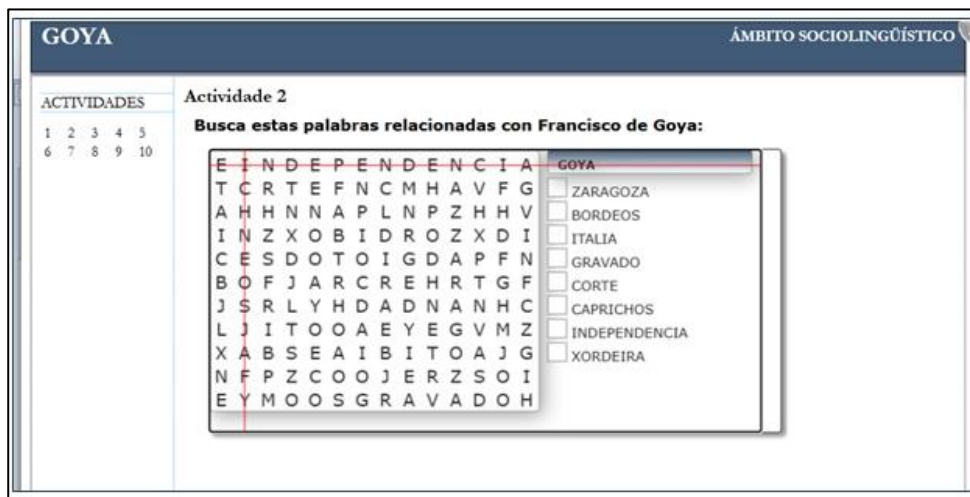 GOYA
ÁMBITO SOCIOLINGÜÍSTICO
ACTIVIDADES
1 2 3 4 5
6 7 8 9 10
Actividade 2
Busca estas palabras relacionadas con Francisco de Goya:
E I N D E P E N D E N C I A
T C R T E F N C M H A V F G
A H H N N A P L N P Z H H V
I N Z X O B I D R O Z X D I
C E S D O T O I G D A P F N
B O F J A R C R E H R T G F
J S R L Y H D A D N A N H C
L J I T O O A E Y E G V M Z
X A B S E A I B I T O A J G
N F P Z C O O J E R Z S O I
E Y M O O S G R A V A D O H
GOYA
ZARAGOZA
BORDEOS
ITALIA
GRAVADO
CORTE
CAPRICHOS
INDEPENDENCIA
XORDEIRA